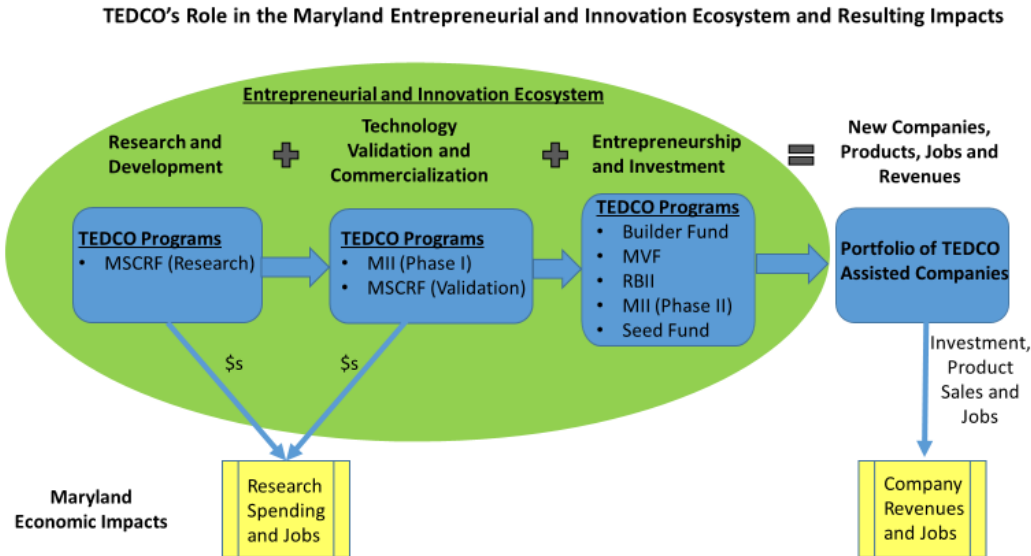 TEDCO's Role in the Maryland Entrepreneurial and Innovation Ecosystem and Resulting Impacts
Entrepreneurial and Innovation Ecosystem
Research and
Development
Technology
Validation and
Commercialization
Entrepreneurship
and Investment
New Companies,
Products, Jobs and
Revenues
TEDCO Programs
• MSCRF (Research)
TEDCO Programs
• MII (Phase I)
• MSCRF (Validation)
TEDCO Programs
• Builder Fund
• MVF
• RBII
• MII (Phase II)
• Seed Fund
Portfolio of TEDCO
Assisted Companies
$s
$s
Investment,
Product
Sales and
Jobs
Maryland
Economic Impacts
Research
Spending
and Jobs
Company
Revenues
and Jobs